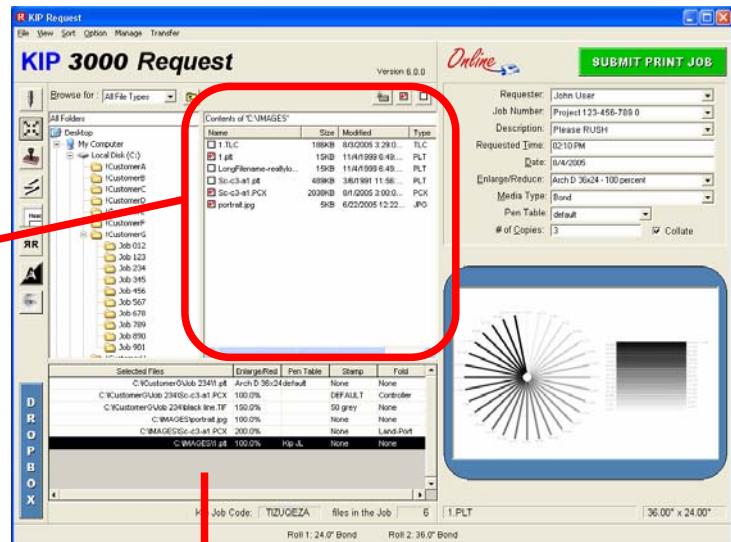 KIP Request
File View Sort Option Manage Transfer
KIP 3000 Request
Version 6.0.0
Online
SUBMIT PRINT JOB
Browse for : All File Types
Requester: John User
Job Number: Project 123-456-789 0
Description: Please RUSH
Requested Time: 02:10 PM
Date: 8/4/2005
Enlarge/Reduce: Arch D 36x24 - 100 percent
Media Type: Bond
Pen Table default
# of Copies: 3 Collate
All Folders
Desktop
My Computer
Local Disk (C:)
!CustomerA
!CustomerB
!CustomerC
!CustomerD
!CustomerF
!CustomerG
Job 012
Job 123
Job 234
Job 345
Job 456
Job 567
Job 678
Job 789
Job 890
Job 901
Contents of 'C:\IMAGES'
Name Size Modified Type
1.TLC 188KB 8/3/2005 3:29:0... TLC
1.plt 15KB 11/4/1999 6:49:... PLT
LongFilename-reallylo... 15KB 11/4/1999 6:49:... PLT
Sc-c3-a1.plt 489KB 3/6/1991 11:56:... PLT
Sc-c3-a1.PCX 2038KB 8/1/2005 3:00:0... PCX
portrait.jpg 5KB 6/22/2005 12:22... JPG
Selected Files Enlarge/Red Pen Table Stamp Fold
C:\!CustomerG\Job 234\1.plt Arch D 36x24 default None None
C:\!CustomerG\Job 234\Sc-c3-a1.PCX 100.0% DEFAULT Controller
C:\!CustomerG\Job 234\black line.TIF 150.0% 50 grey None
C:\IMAGES\portrait.jpg 100.0% None None
C:\IMAGES\Sc-c3-a1.PCX 200.0% None Land-Port
C:\IMAGES\1.plt 100.0% Kip JL None None
DROPBOX
Job Code: TIZUQEZA files in the Job 6
1.PLT 36.00" x 24.00"
Roll 1: 24.0" Bond Roll 2: 36.0" Bond